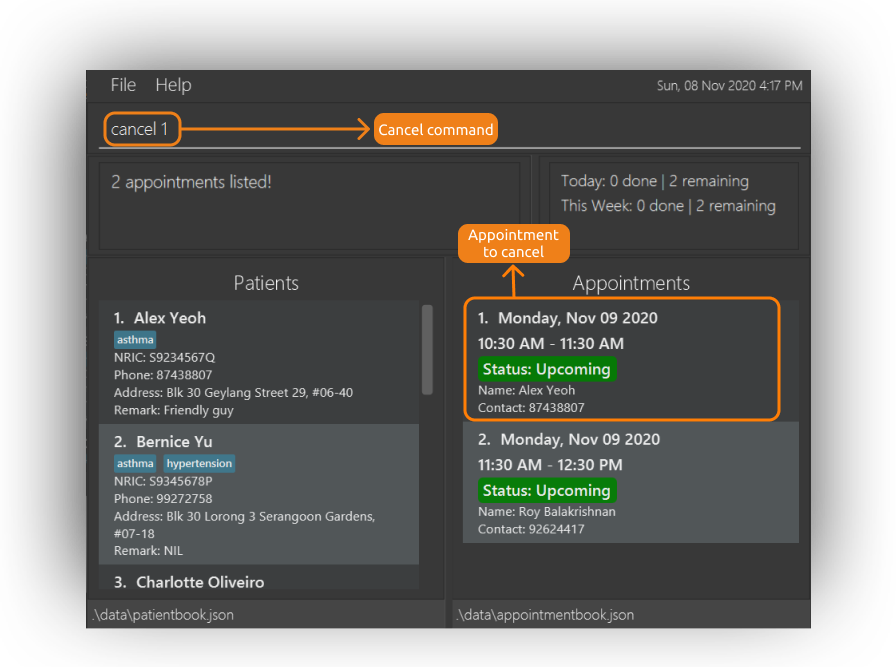 File Help
Sun, 08 Nov 2020 4:17 PM
cancel 1
Cancel command
2 appointments listed!
Today: 0 done | 2 remaining
This Week: 0 done | 2 remaining
Appointment
to cancel
Patients
1. Alex Yeoh
asthma
NRIC: S9234567Q
Phone: 87438807
Address: Blk 30 Geylang Street 29, #06-40
Remark: Friendly guy
2. Bernice Yu
asthma hypertension
NRIC: S9345678P
Phone: 99272758
Address: Blk 30 Lorong 3 Serangoon Gardens,
#07-18
Remark: NIL
3. Charlotte Oliveiro
Appointments
1. Monday, Nov 09 2020
10:30 AM - 11:30 AM
Status: Upcoming
Name: Alex Yeoh
Contact: 87438807
2. Monday, Nov 09 2020
11:30 AM - 12:30 PM
Status: Upcoming
Name: Roy Balakrishnan
Contact: 92624417
.\data\patientbook.json
.\data\appointmentbook.json